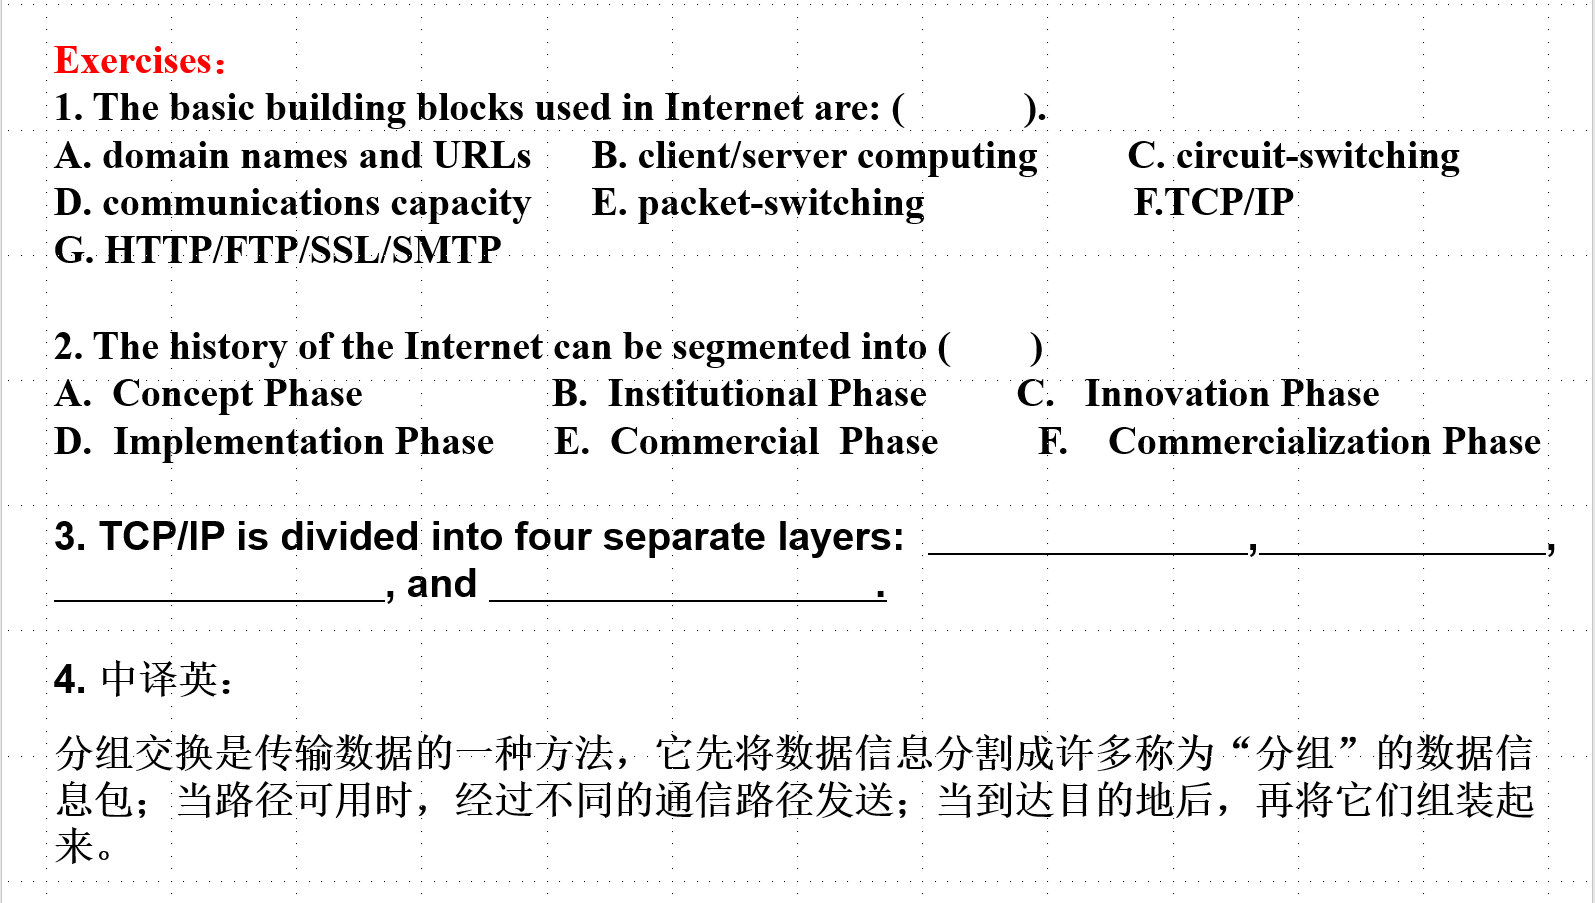 Exercises：
1. The basic building blocks used in Internet are: (          ).
A. domain names and URLs      B. client/server computing         C. circuit-switching
D. communications capacity      E. packet-switching                     F.TCP/IP
G. HTTP/FTP/SSL/SMTP
2. The history of the Internet can be segmented into (        )
A.  Concept Phase                   B.  Institutional Phase         C.   Innovation Phase
D.  Implementation Phase      E.  Commercial  Phase          F.    Commercialization Phase
3. TCP/IP is divided into four separate layers:  ______________,_____________,
_______________, and _________________.
4. 中译英：
分组交换是传输数据的一种方法，它先将数据信息分割成许多称为“分组”的数据信
息包；当路径可用时，经过不同的通信路径发送；当到达目的地后，再将它们组装起
来。